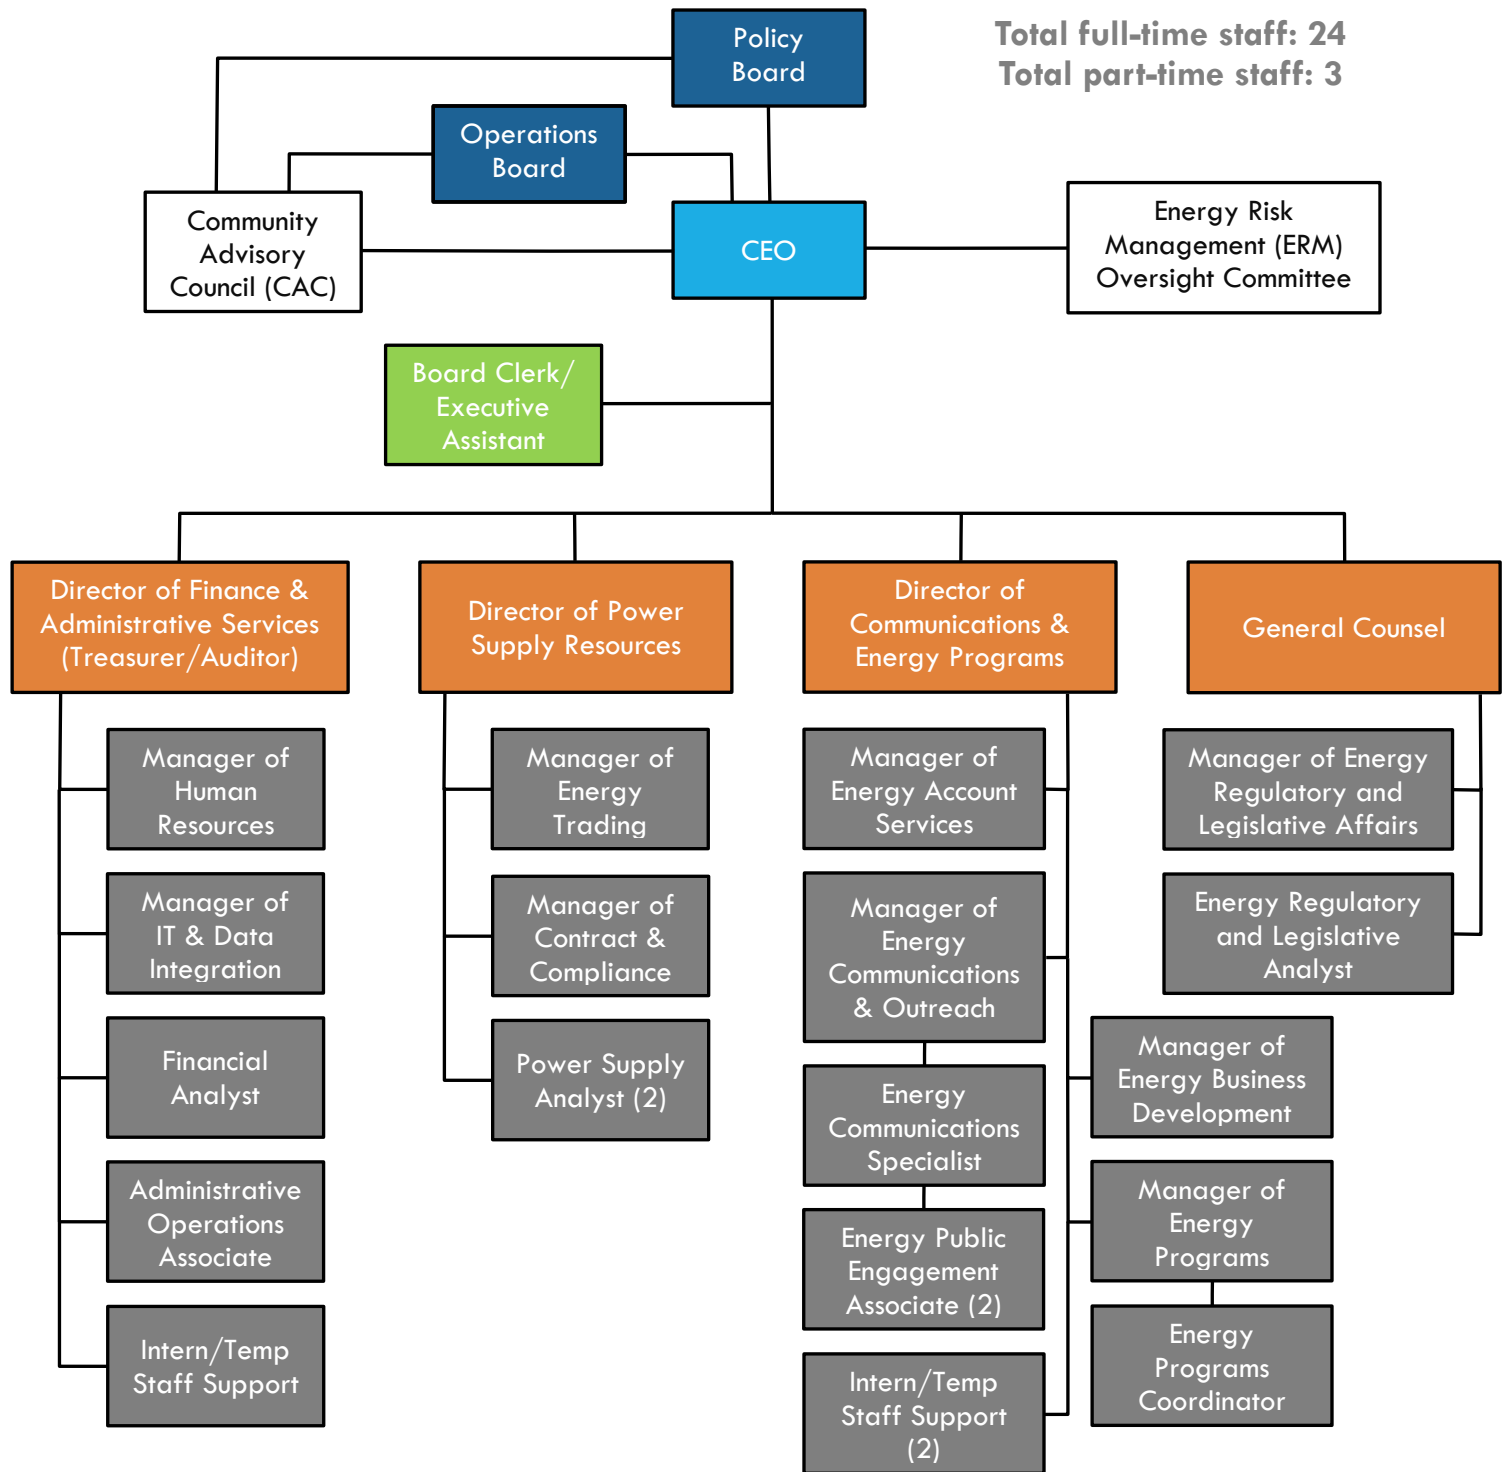 Total full-time staff: 24
Total part-time staff: 3
Policy
Board
Operations
Board
Community
Advisory
Council (CAC)
CEO
Energy Risk
Management (ERM)
Oversight Committee
Board Clerk/
Executive
Assistant
Director of Finance &
Administrative Services
(Treasurer/Auditor)
Director of Power
Supply Resources
Director of
Communications &
Energy Programs
General Counsel
Manager of
Human
Resources
Manager of
IT & Data
Integration
Financial
Analyst
Administrative
Operations
Associate
Intern/Temp
Staff Support
Manager of
Energy
Trading
Manager of
Contract &
Compliance
Power Supply
Analyst (2)
Manager of
Energy Account
Services
Manager of
Energy
Communications
& Outreach
Energy
Communications
Specialist
Energy Public
Engagement
Associate (2)
Intern/Temp
Staff Support
(2)
Manager of Energy
Regulatory and
Legislative Affairs
Energy Regulatory
and Legislative
Analyst
Manager of
Energy Business
Development
Manager of
Energy
Programs
Energy
Programs
Coordinator